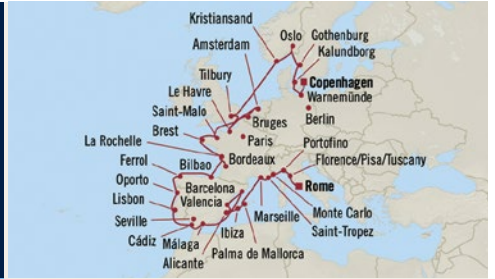 Kristiansand
Oslo
Gothenburg
Amsterdam
Kalundborg
Tilbury
Copenhagen
Le Havre
Warnemünde
Saint-Malo
Bruges
Berlin
Brest
Paris
La Rochelle
Portofino
Ferrol
Bilbao
Bordeaux
Florence/Pisa/Tuscany
Oporto
Barcelona
Rome
Lisbon
Valencia
Marseille
Monte Carlo
Seville
Ibiza
Saint-Tropez
Cádiz
Málaga
Palma de Mallorca
Alicante